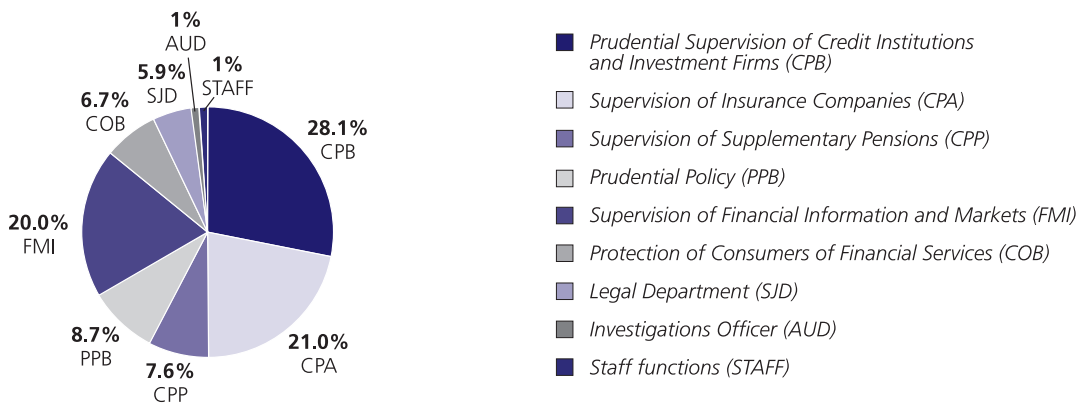 1%
AUD
1%
STAFF
5.9%
SJD
6.7%
COB
28.1%
CPB
20.0%
FMI
8.7%
PPB
7.6%
CPP
21.0%
CPA
Prudential Supervision of Credit Institutions
and Investment Firms (CPB)
Supervision of Insurance Companies (CPA)
Supervision of Supplementary Pensions (CPP)
Prudential Policy (PPB)
Supervision of Financial Information and Markets (FMI)
Protection of Consumers of Financial Services (COB)
Legal Department (SJD)
Investigations Officer (AUD)
Staff functions (STAFF)